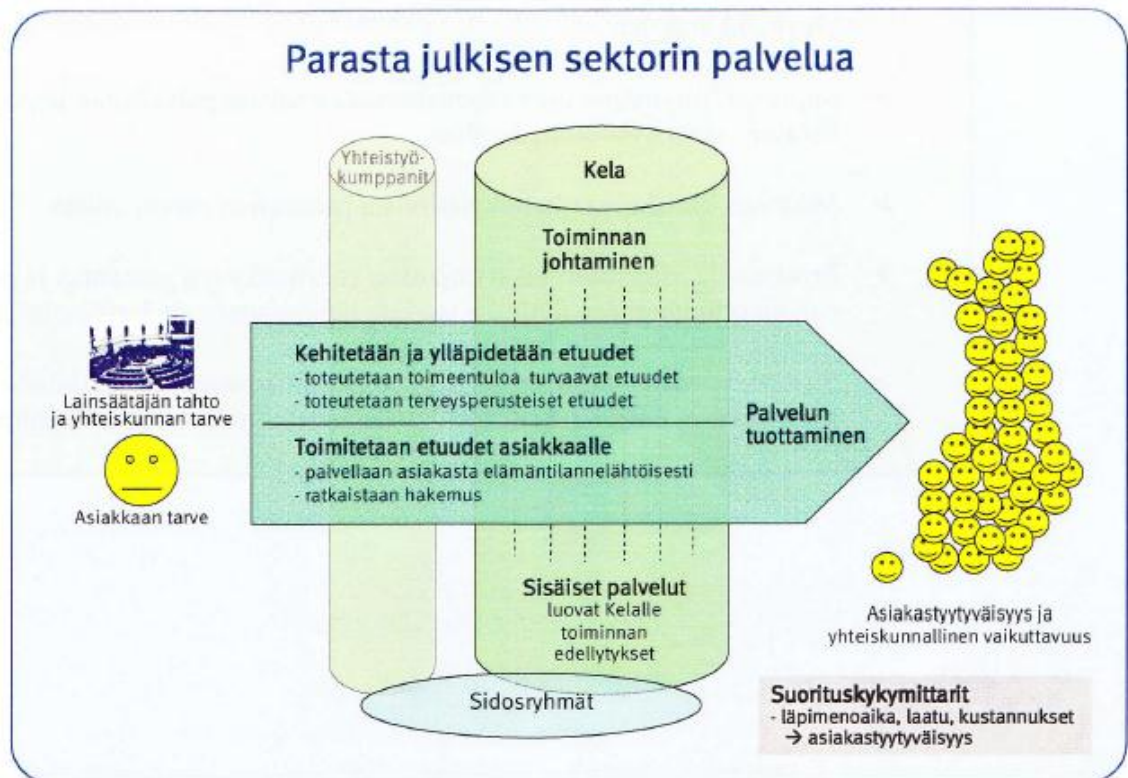 Parasta julkisen sektorin palvelua
Yhteistyö-
kumppanit
Kela
Toiminnan
johtaminen
Lainsäätäjän tahto
ja yhteiskunnan tarve
Asiakkaan tarve
Kehitetään ja ylläpidetään etuudet
- toteutetaan toimeentuloa turvaavat etuudet
- toteutetaan terveysperusteiset etuudet
Toimitetaan etuudet asiakkaalle
- palvellaan asiakasta elämäntilannelähtöisesti
- ratkaistaan hakemus
Palvelun
tuottaminen
Sisäiset palvelut
luovat Kelalle
toiminnan
edellytykset
Sidosryhmät
Asiakastyytyväisyys ja
yhteiskunnallinen vaikuttavuus
Suorituskykymittarit
- läpimenoaika, laatu, kustannukset
→ asiakastyytyväisyys